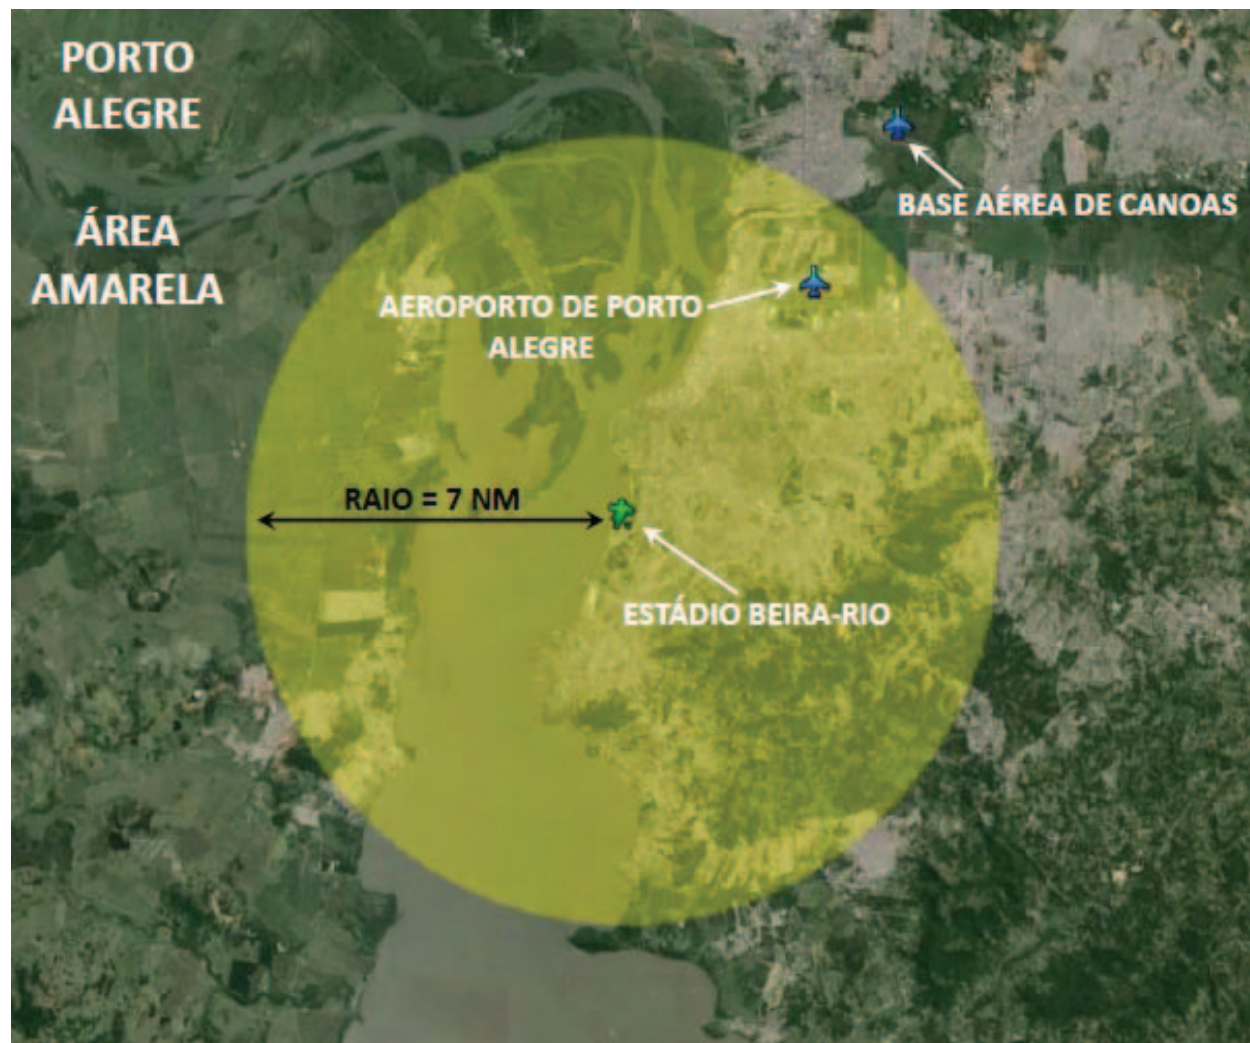 PORTO
ALEGRE
ÁREA
AMARELA
BASE AÉREA DE CANOAS
AEROPORTO DE PORTO
ALEGRE
RAIO = 7 NM
ESTÁDIO BEIRA-RIO